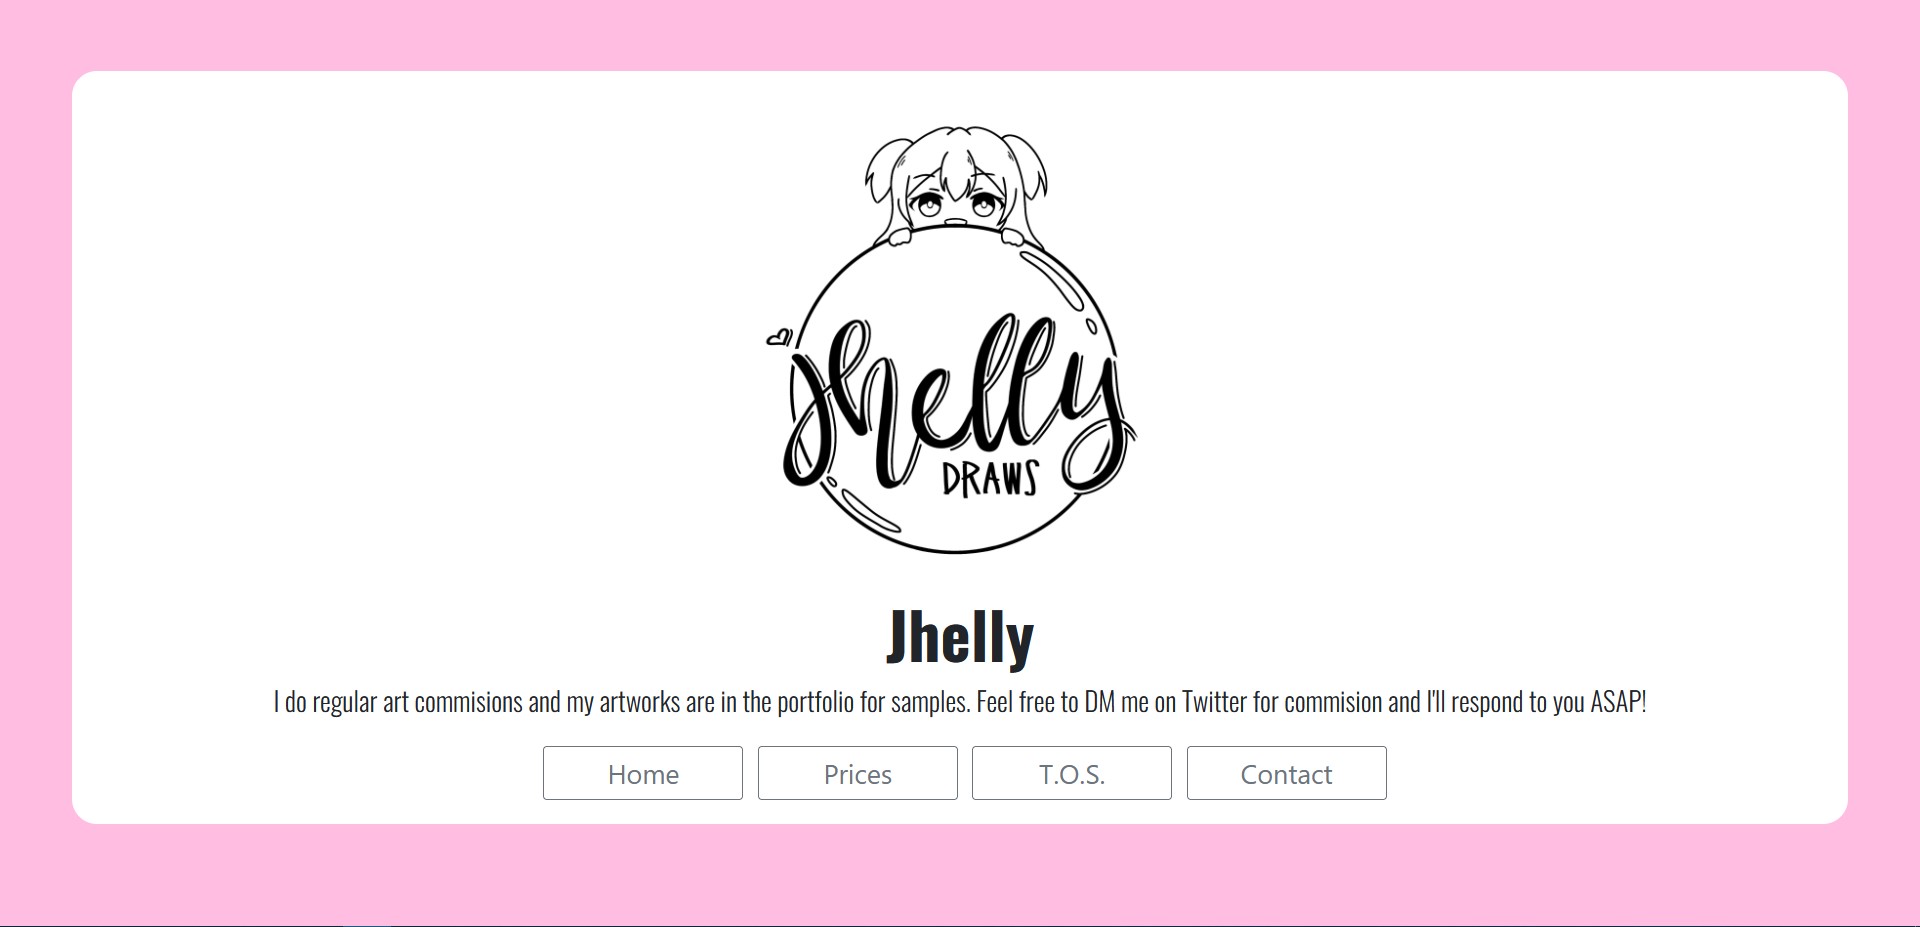 Jhelly
DRAWS
Jhelly
I do regular art commisions and my artworks are in the portfolio for samples. Feel free to DM me on Twitter for commision and I'll respond to you ASAP!
Home Prices T.O.S. Contact